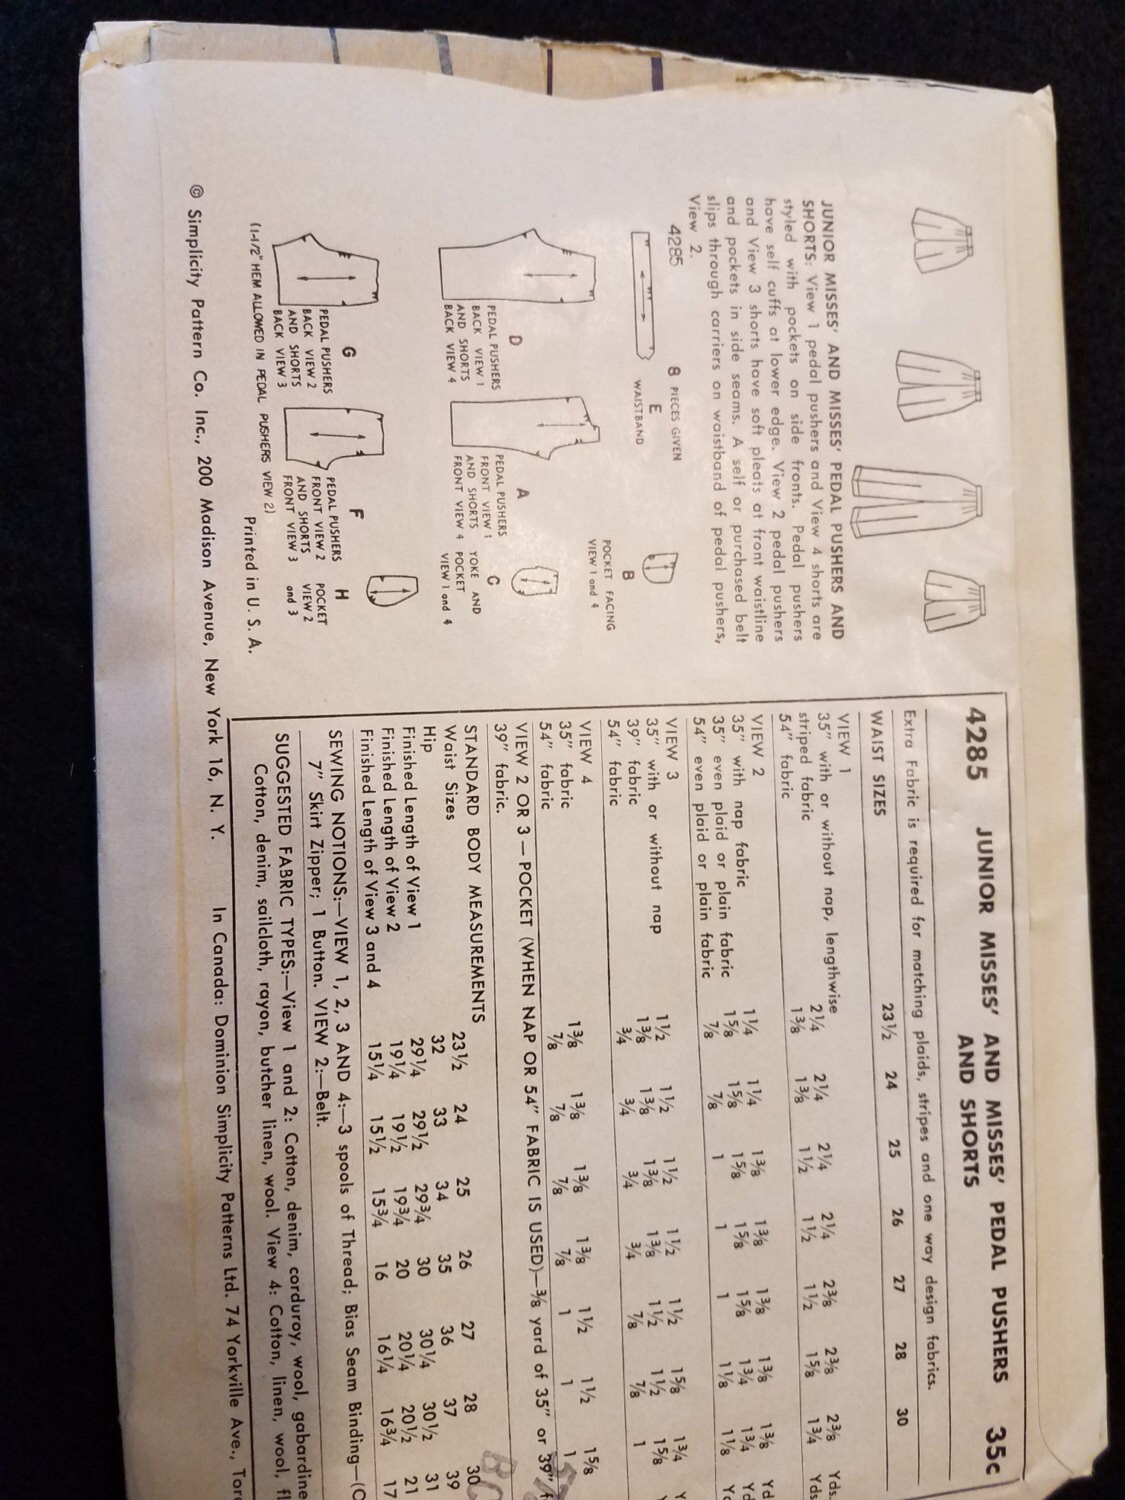 JUNIOR MISSES' AND MISSES' PEDAL PUSHERS AND
SHORTS: View 1 pedal pushers and View 4 shorts are
styled with pockets on side fronts. Pedal pushers
have self cuffs at lower edge. View 2 pedal pushers
and View 3 shorts have soft pleats at front waistline
and pockets in side seams. A self or purchased belt
slips through carriers on waistband of pedal pushers,
View 2.
4285 8 PIECES GIVEN
E
WAISTBAND
B
POCKET FACING
VIEW 1 and 4
D
PEDAL PUSHERS
BACK VIEW 1
AND SHORTS
BACK VIEW 4
A
PEDAL PUSHERS
FRONT VIEW 1
AND SHORTS
FRONT VIEW 4
C
YOKE AND
POCKET
VIEW 1 and 4
G
PEDAL PUSHERS
BACK VIEW 2
AND SHORTS
BACK VIEW 3
F
PEDAL PUSHERS
FRONT VIEW 2
AND SHORTS
FRONT VIEW 3
H
POCKET
VIEW 2
and 3
(1-1/2" HEM ALLOWED IN PEDAL PUSHERS VIEW 2)
Printed in U. S. A.
4285 JUNIOR MISSES' AND MISSES' PEDAL PUSHERS 35c
AND SHORTS
Extra Fabric is required for matching plaids, stripes and one way design fabrics.
WAIST SIZES 23½ 24 25 26 27 28 30
VIEW 1
35" with or without nap, lengthwise
striped fabric 2¼ 2¼ 2¼ 2¼ 2⅜ 2⅜ 2⅜ Yds.
54" fabric 1⅜ 1⅜ 1½ 1½ 1½ 1⅝ 1¾ Yds
VIEW 2
35" with nap fabric 1¼ 1¼ 1⅜ 1⅜ 1⅜ 1⅜ 1⅜ Yd
35" even plaid or plain fabric 1⅝ 1⅝ 1⅝ 1⅝ 1⅝ 1¾ 1¾ Yd
54" even plaid or plain fabric ⅞ ⅞ 1 1 1 1⅛ 1⅛ Yd
VIEW 3
35" with or without nap 1½ 1½ 1½ 1½ 1½ 1⅝ 1¾ Y
39" fabric 1⅜ 1⅜ 1⅜ 1⅜ 1½ 1½ 1⅝
54" fabric ¾ ¾ ¾ ¾ ⅞ ⅞ 1
VIEW 4
35" fabric 1⅜ 1⅜ 1⅜ 1⅜ 1½ 1½ 1⅝
54" fabric ⅞ ⅞ ⅞ ⅞ 1 1 1
VIEW 2 OR 3—POCKET (WHEN NAP OR 54" FABRIC IS USED)—⅜ yard of 35" or 39" f
39" fabric.
STANDARD BODY MEASUREMENTS
Waist Sizes 23½ 24 25 26 27 28 30
Hip 32 33 34 35 36 37 39
Finished Length of View 1 29¼ 29½ 29¾ 30 30¼ 30½ 31
Finished Length of View 2 19¼ 19½ 19¾ 20 20¼ 20½ 21
Finished Length of View 3 and 4 15¼ 15½ 15¾ 16 16¼ 16¾ 17
SEWING NOTIONS:—VIEW 1, 2, 3 AND 4:—3 spools of Thread; Bias Seam Binding—(C
7" Skirt Zipper; 1 Button. VIEW 2:—Belt.
SUGGESTED FABRIC TYPES:—View 1 and 2: Cotton, denim, corduroy, wool, gabardine
Cotton, denim, sailcloth, rayon, butcher linen, wool. View 4: Cotton, linen, wool, fl
© Simplicity Pattern Co. Inc., 200 Madison Avenue, New York 16, N. Y. In Canada: Dominion Simplicity Patterns Ltd. 74 Yorkville Ave., Toro